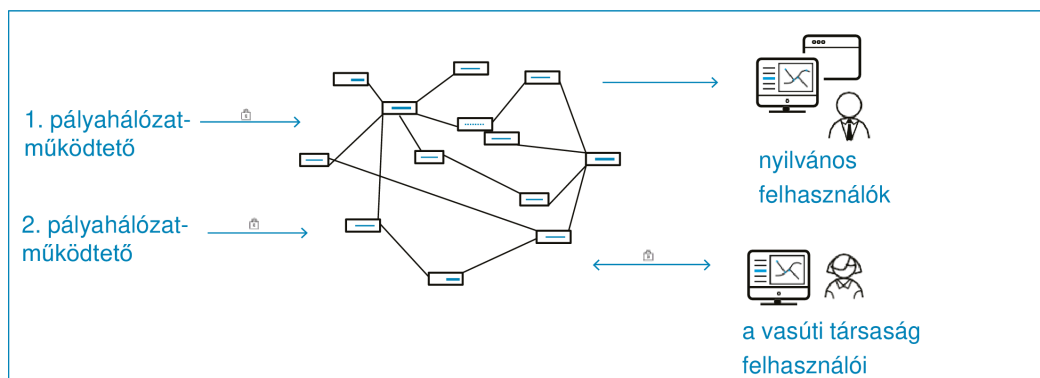 1. pályahálózat-
működtető
2. pályahálózat-
működtető
nyilvános
felhasználók
a vasúti társaság
felhasználói